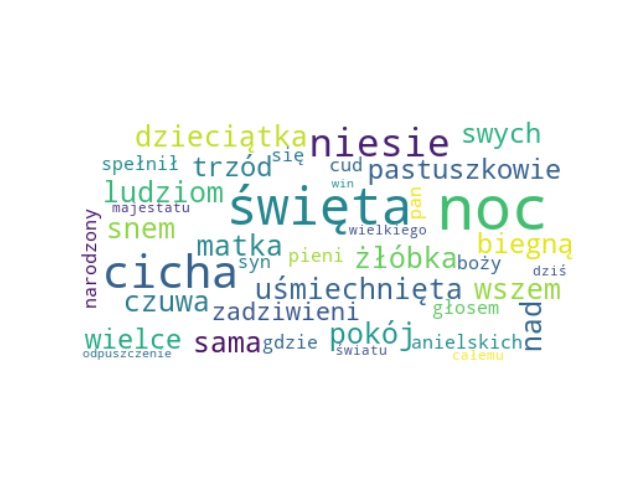 dzieciątka niesie swych
spełnił trzód się cud pastuszkowie
ludziom win
majestatu święta pan noc
narodzony snem wielkiego
matka biegną
cicha syn pieni żłóbka boży dziś
czuwa uśmiechnięta wszem
zadziwieni głosem
wielce sama gdzie pokój anielskich nad
odpuszczenie światu całemu